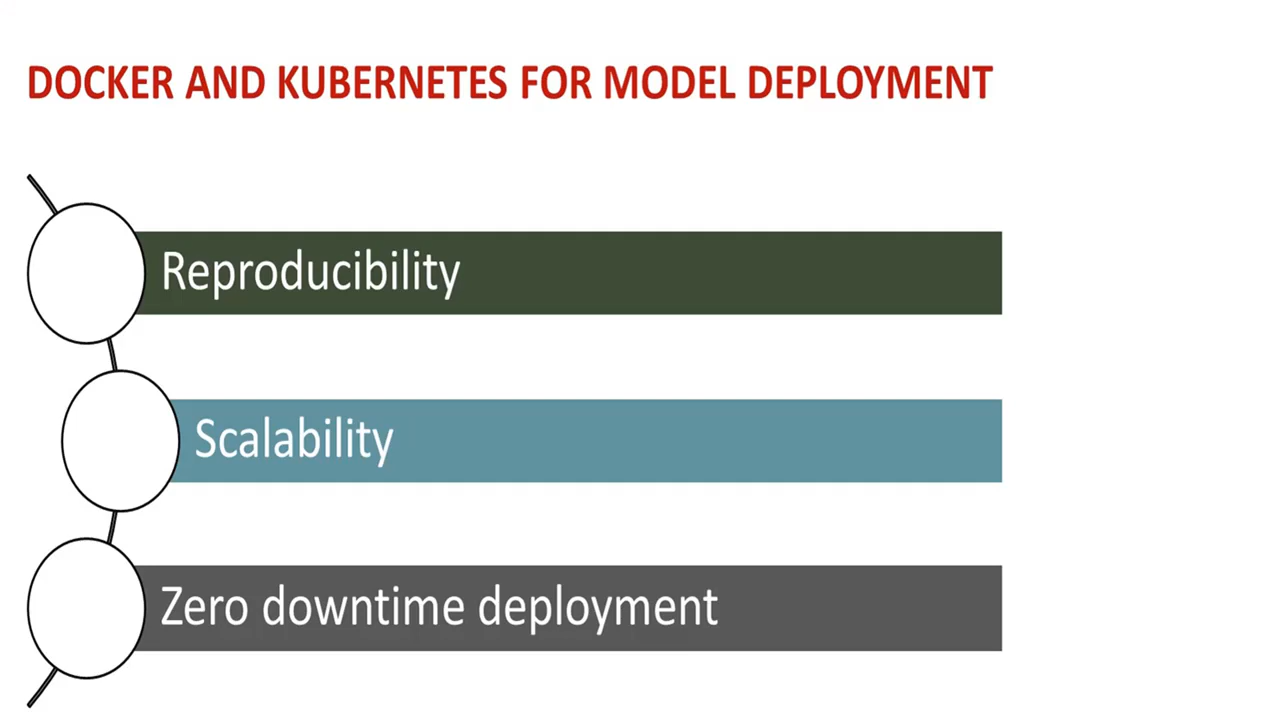 DOCKER AND KUBERNETES FOR MODEL DEPLOYMENT
Reproducibility
Scalability
Zero downtime deployment